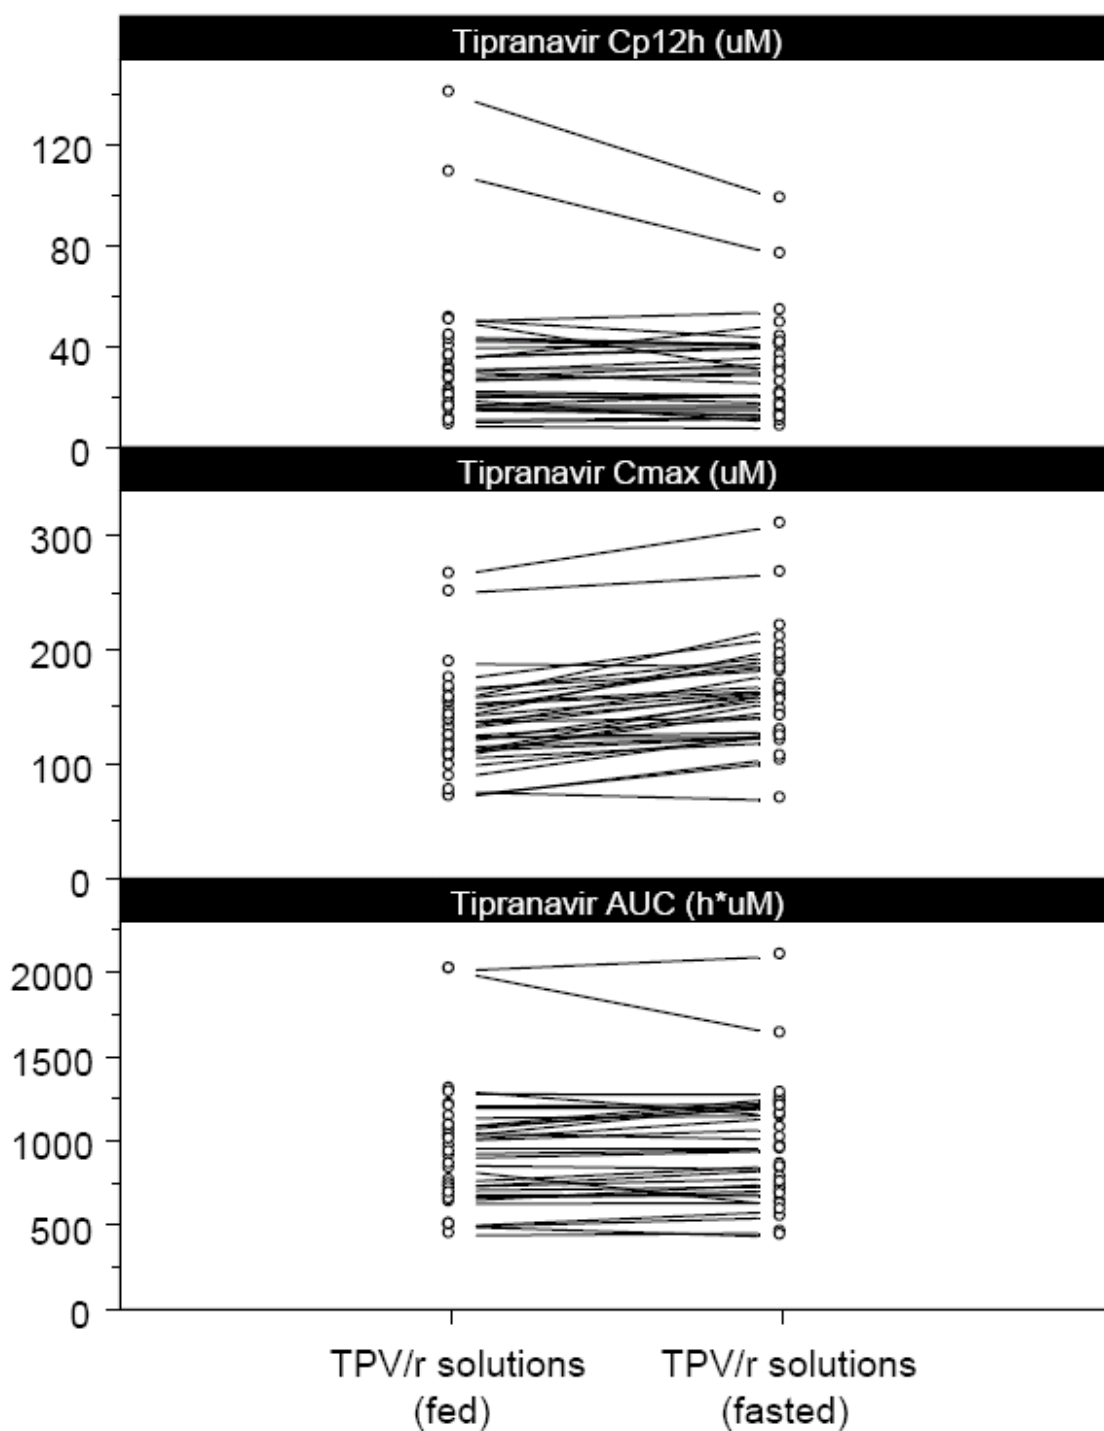 Tipranavir Cp12h (uM)
120
80
40
0
Tipranavir Cmax (uM)
300
200
100
0
Tipranavir AUC (h*uM)
2000
1500
1000
500
0
TPV/r solutions (fed)
TPV/r solutions (fasted)